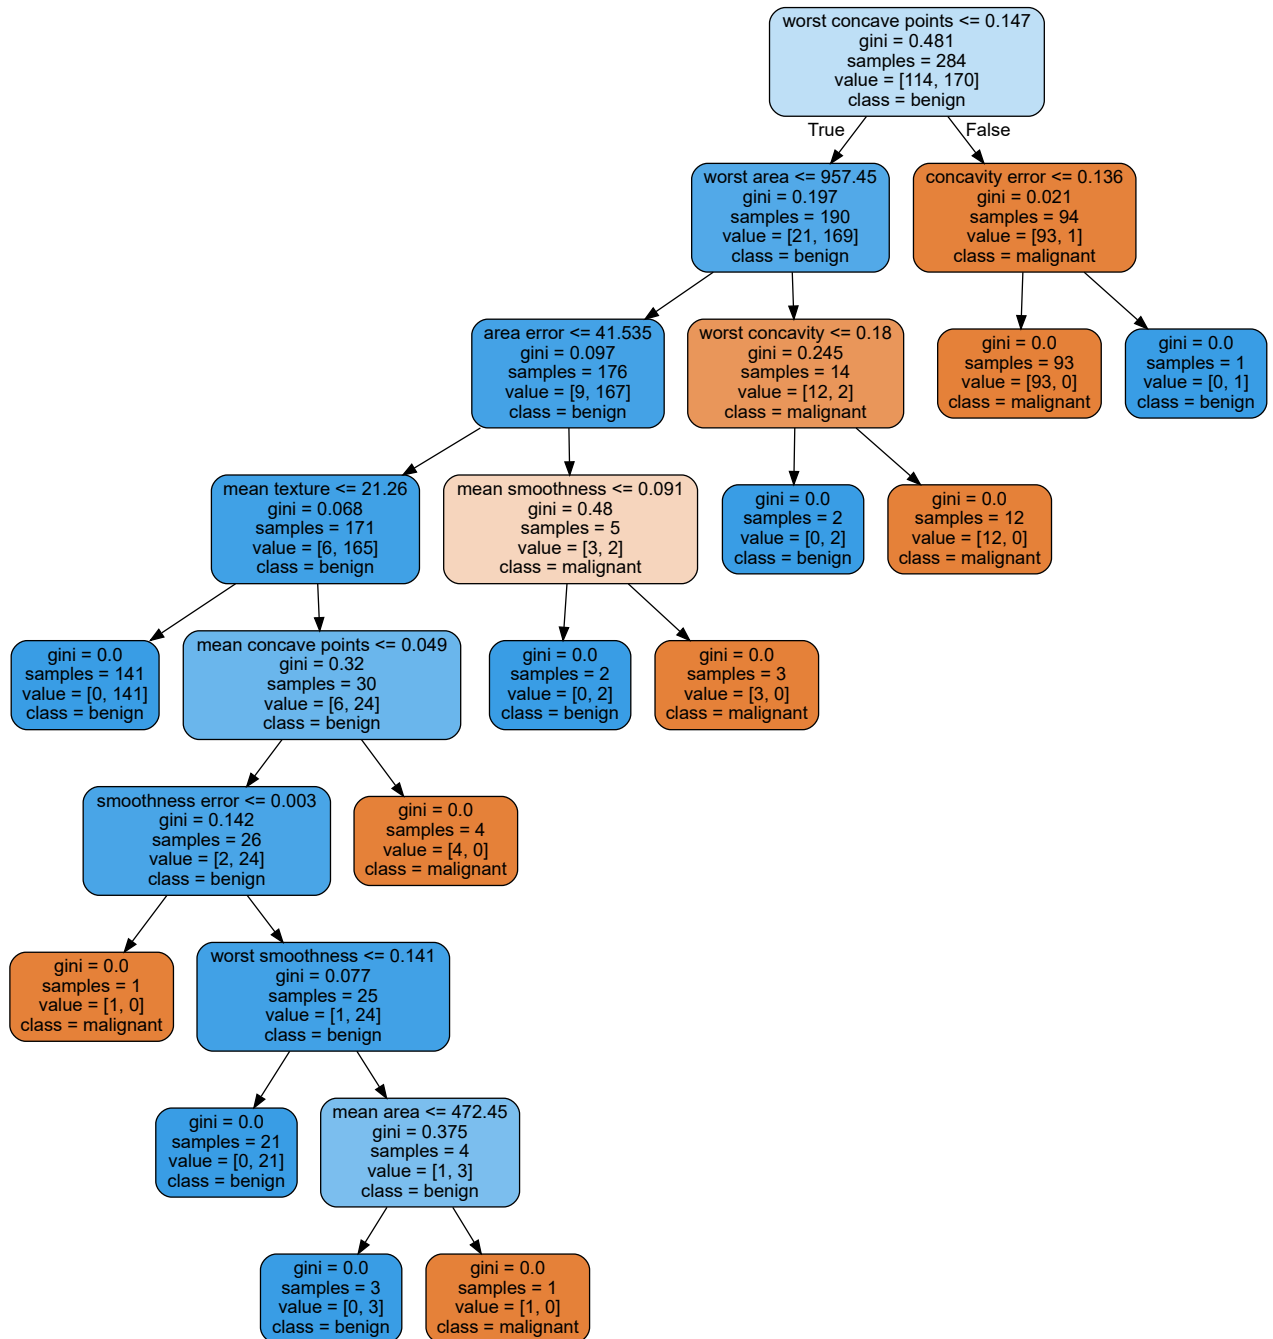 worst concave points <= 0.147
gini = 0.481
samples = 284
value = [114, 170]
class = benign
True
False
worst area <= 957.45
gini = 0.197
samples = 190
value = [21, 169]
class = benign
concavity error <= 0.136
gini = 0.021
samples = 94
value = [93, 1]
class = malignant
area error <= 41.535
gini = 0.097
samples = 176
value = [9, 167]
class = benign
worst concavity <= 0.18
gini = 0.245
samples = 14
value = [12, 2]
class = malignant
gini = 0.0
samples = 93
value = [93, 0]
class = malignant
gini = 0.0
samples = 1
value = [0, 1]
class = benign
mean texture <= 21.26
gini = 0.068
samples = 171
value = [6, 165]
class = benign
mean smoothness <= 0.091
gini = 0.48
samples = 5
value = [3, 2]
class = malignant
gini = 0.0
samples = 2
value = [0, 2]
class = benign
gini = 0.0
samples = 12
value = [12, 0]
class = malignant
gini = 0.0
samples = 141
value = [0, 141]
class = benign
mean concave points <= 0.049
gini = 0.32
samples = 30
value = [6, 24]
class = benign
gini = 0.0
samples = 2
value = [0, 2]
class = benign
gini = 0.0
samples = 3
value = [3, 0]
class = malignant
smoothness error <= 0.003
gini = 0.142
samples = 26
value = [2, 24]
class = benign
gini = 0.0
samples = 4
value = [4, 0]
class = malignant
gini = 0.0
samples = 1
value = [1, 0]
class = malignant
worst smoothness <= 0.141
gini = 0.077
samples = 25
value = [1, 24]
class = benign
gini = 0.0
samples = 21
value = [0, 21]
class = benign
mean area <= 472.45
gini = 0.375
samples = 4
value = [1, 3]
class = benign
gini = 0.0
samples = 3
value = [0, 3]
class = benign
gini = 0.0
samples = 1
value = [1, 0]
class = malignant